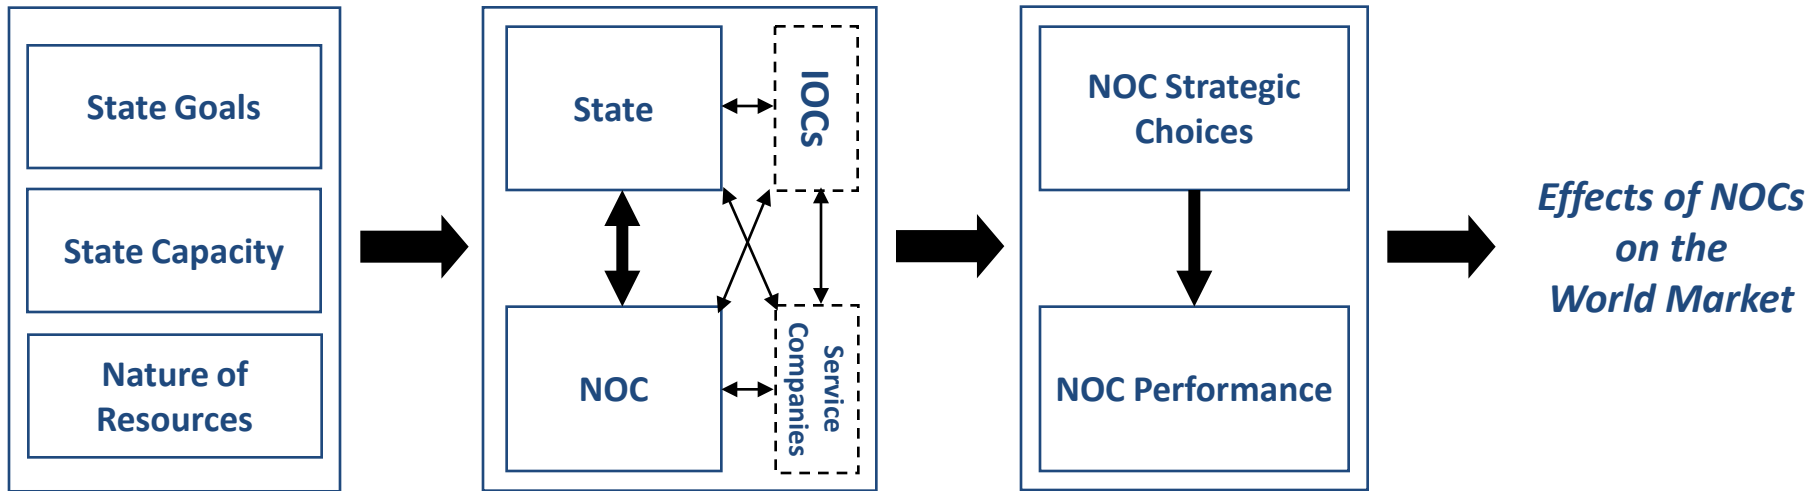 State Goals
State Capacity
Nature of
Resources
State
IOCs
NOC
Service
Companies
NOC Strategic
Choices
NOC Performance
Effects of NOCs
on the
World Market